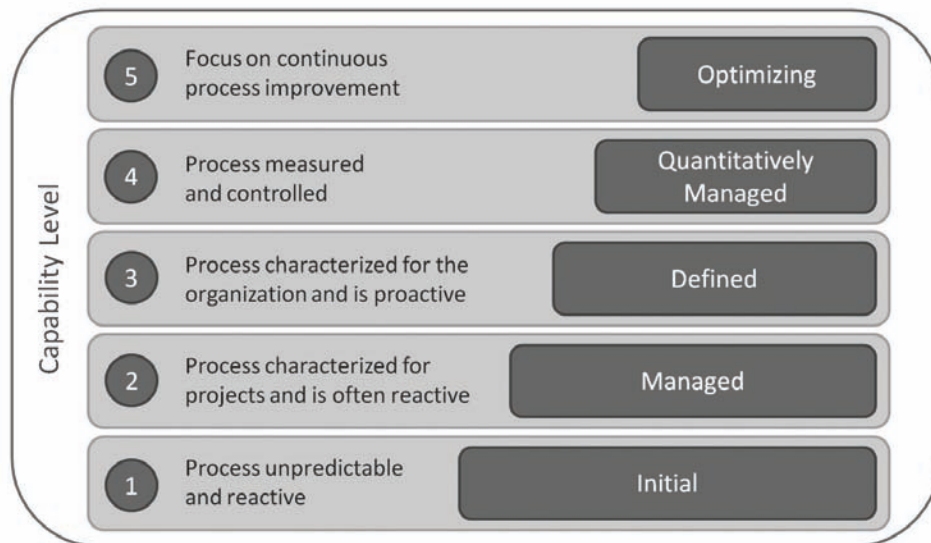 Capability Level
5
Focus on continuous
process improvement
Optimizing
4
Process measured
and controlled
Quantitatively
Managed
3
Process characterized for the
organization and is proactive
Defined
2
Process characterized for
projects and is often reactive
Managed
1
Process unpredictable
and reactive
Initial